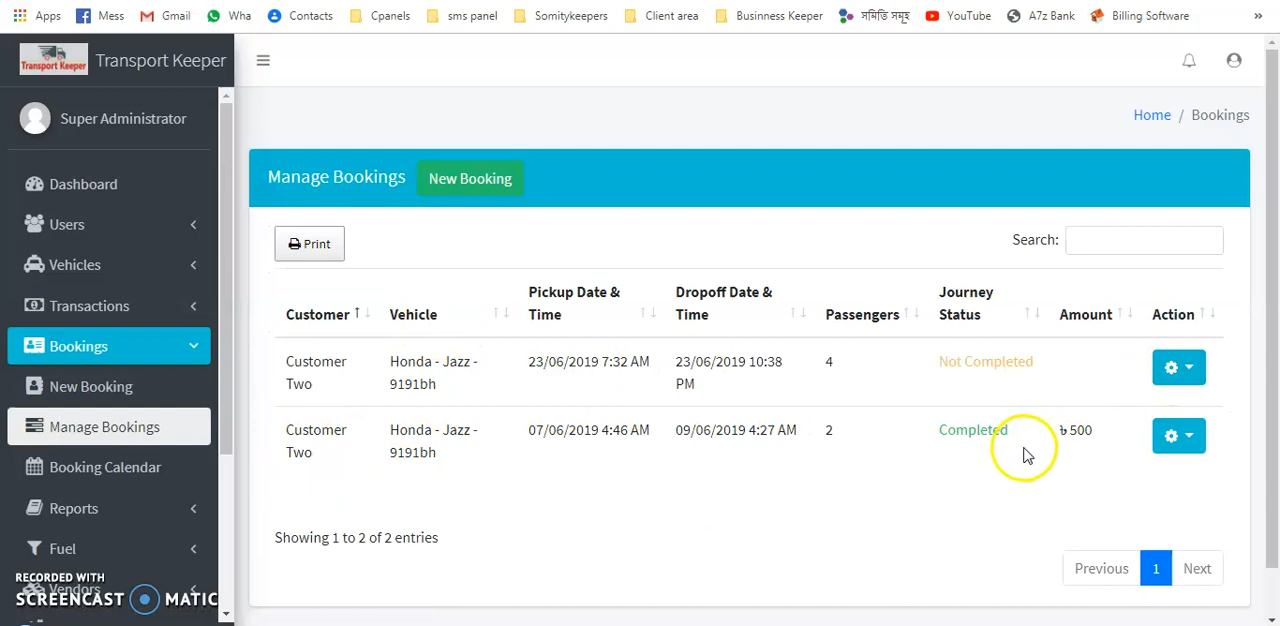 Apps Mess Gmail Wha Contacts Cpanels sns panel Somitykeepers Client area Businness Keeper সমিতি সমূহ YouTube A7z Bank Billing Software »
Transport Keeper Transport Keeper
Super Administrator
Home / Bookings
Dashboard
Users
Vehicles
Transactions
Bookings
New Booking
Manage Bookings
Booking Calendar
Reports
Fuel
Vendors
RECORDED WITH
SCREENCAST MATIC
Manage Bookings New Booking
Print Search:
Customer Vehicle Pickup Date & Time Dropoff Date & Time Passengers Journey Status Amount Action
Customer Two Honda - Jazz - 9191bh 23/06/2019 7:32 AM 23/06/2019 10:38 PM 4 Not Completed
Customer Two Honda - Jazz - 9191bh 07/06/2019 4:46 AM 09/06/2019 4:27 AM 2 Completed ৳ 500
Showing 1 to 2 of 2 entries
Previous 1 Next